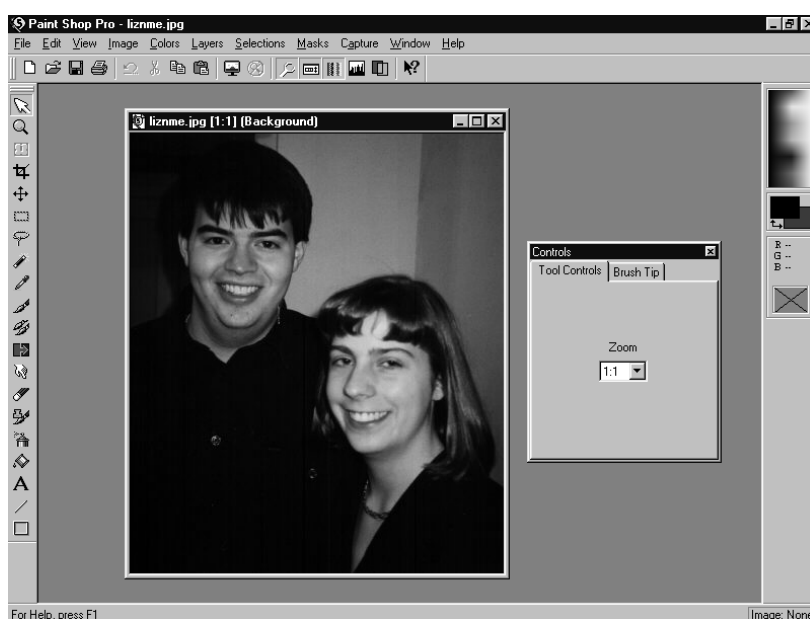 Paint Shop Pro - liznme.jpg
File Edit View Image Colors Layers Selections Masks Capture Window Help
liznme.jpg [1:1] (Background)
Controls
Tool Controls Brush Tip
Zoom
1:1
R --
G --
B --
A
For Help, press F1
Image: None